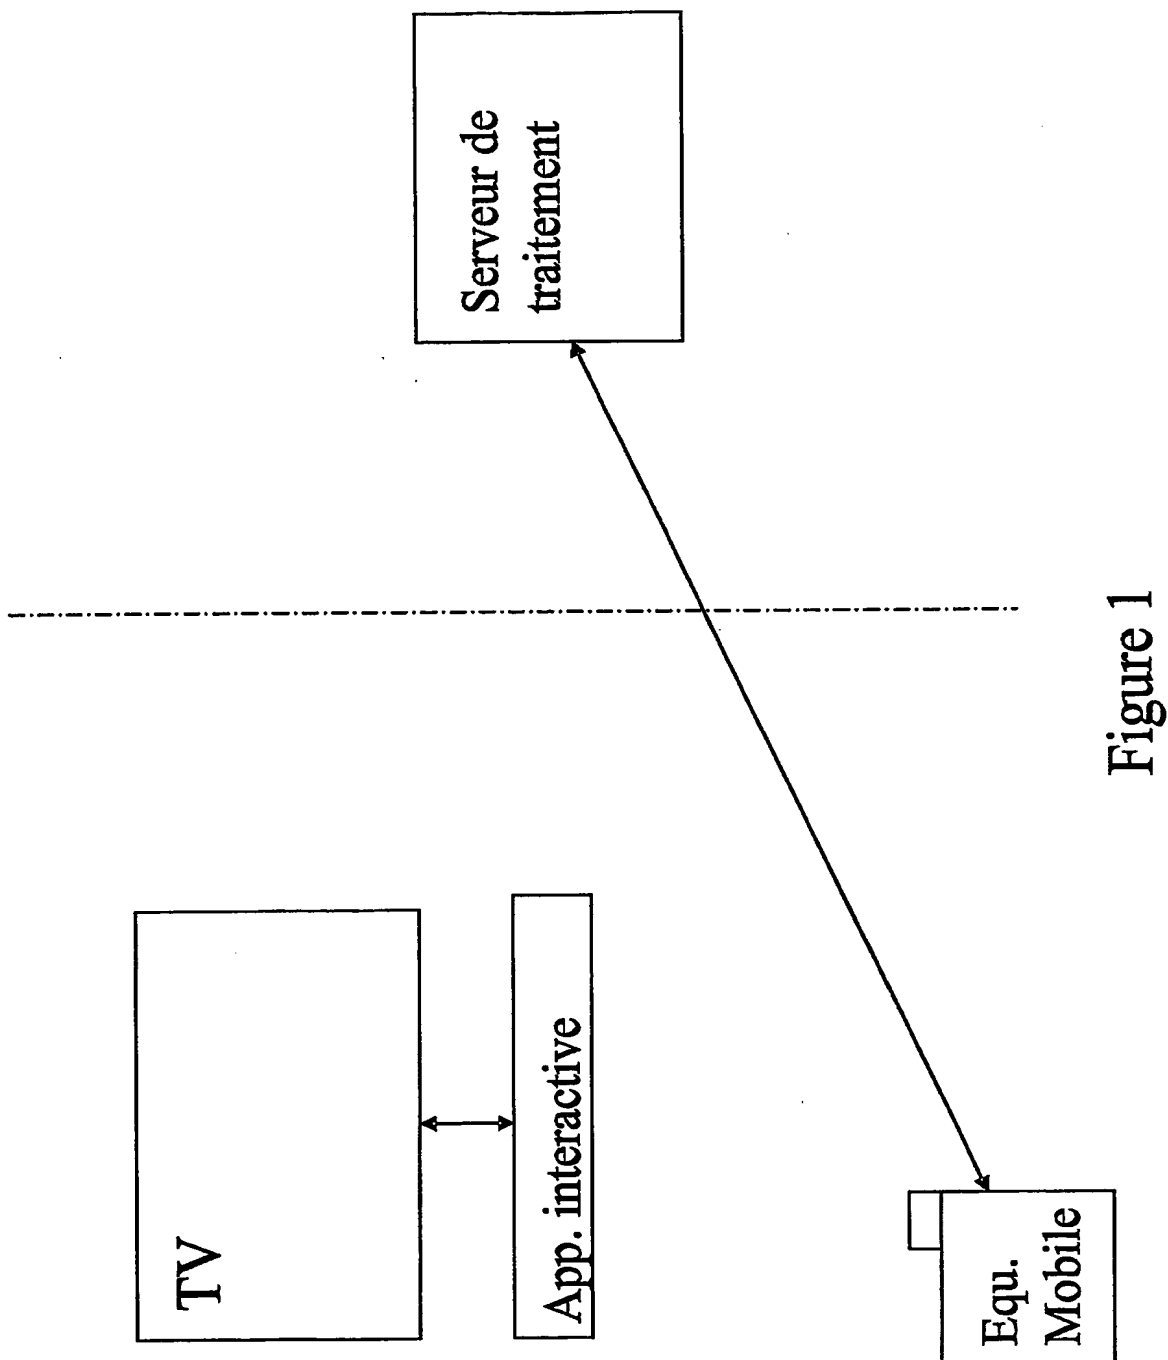 TV
App. interactive
Equ.
Mobile
Serveur de
traitement
Figure 1